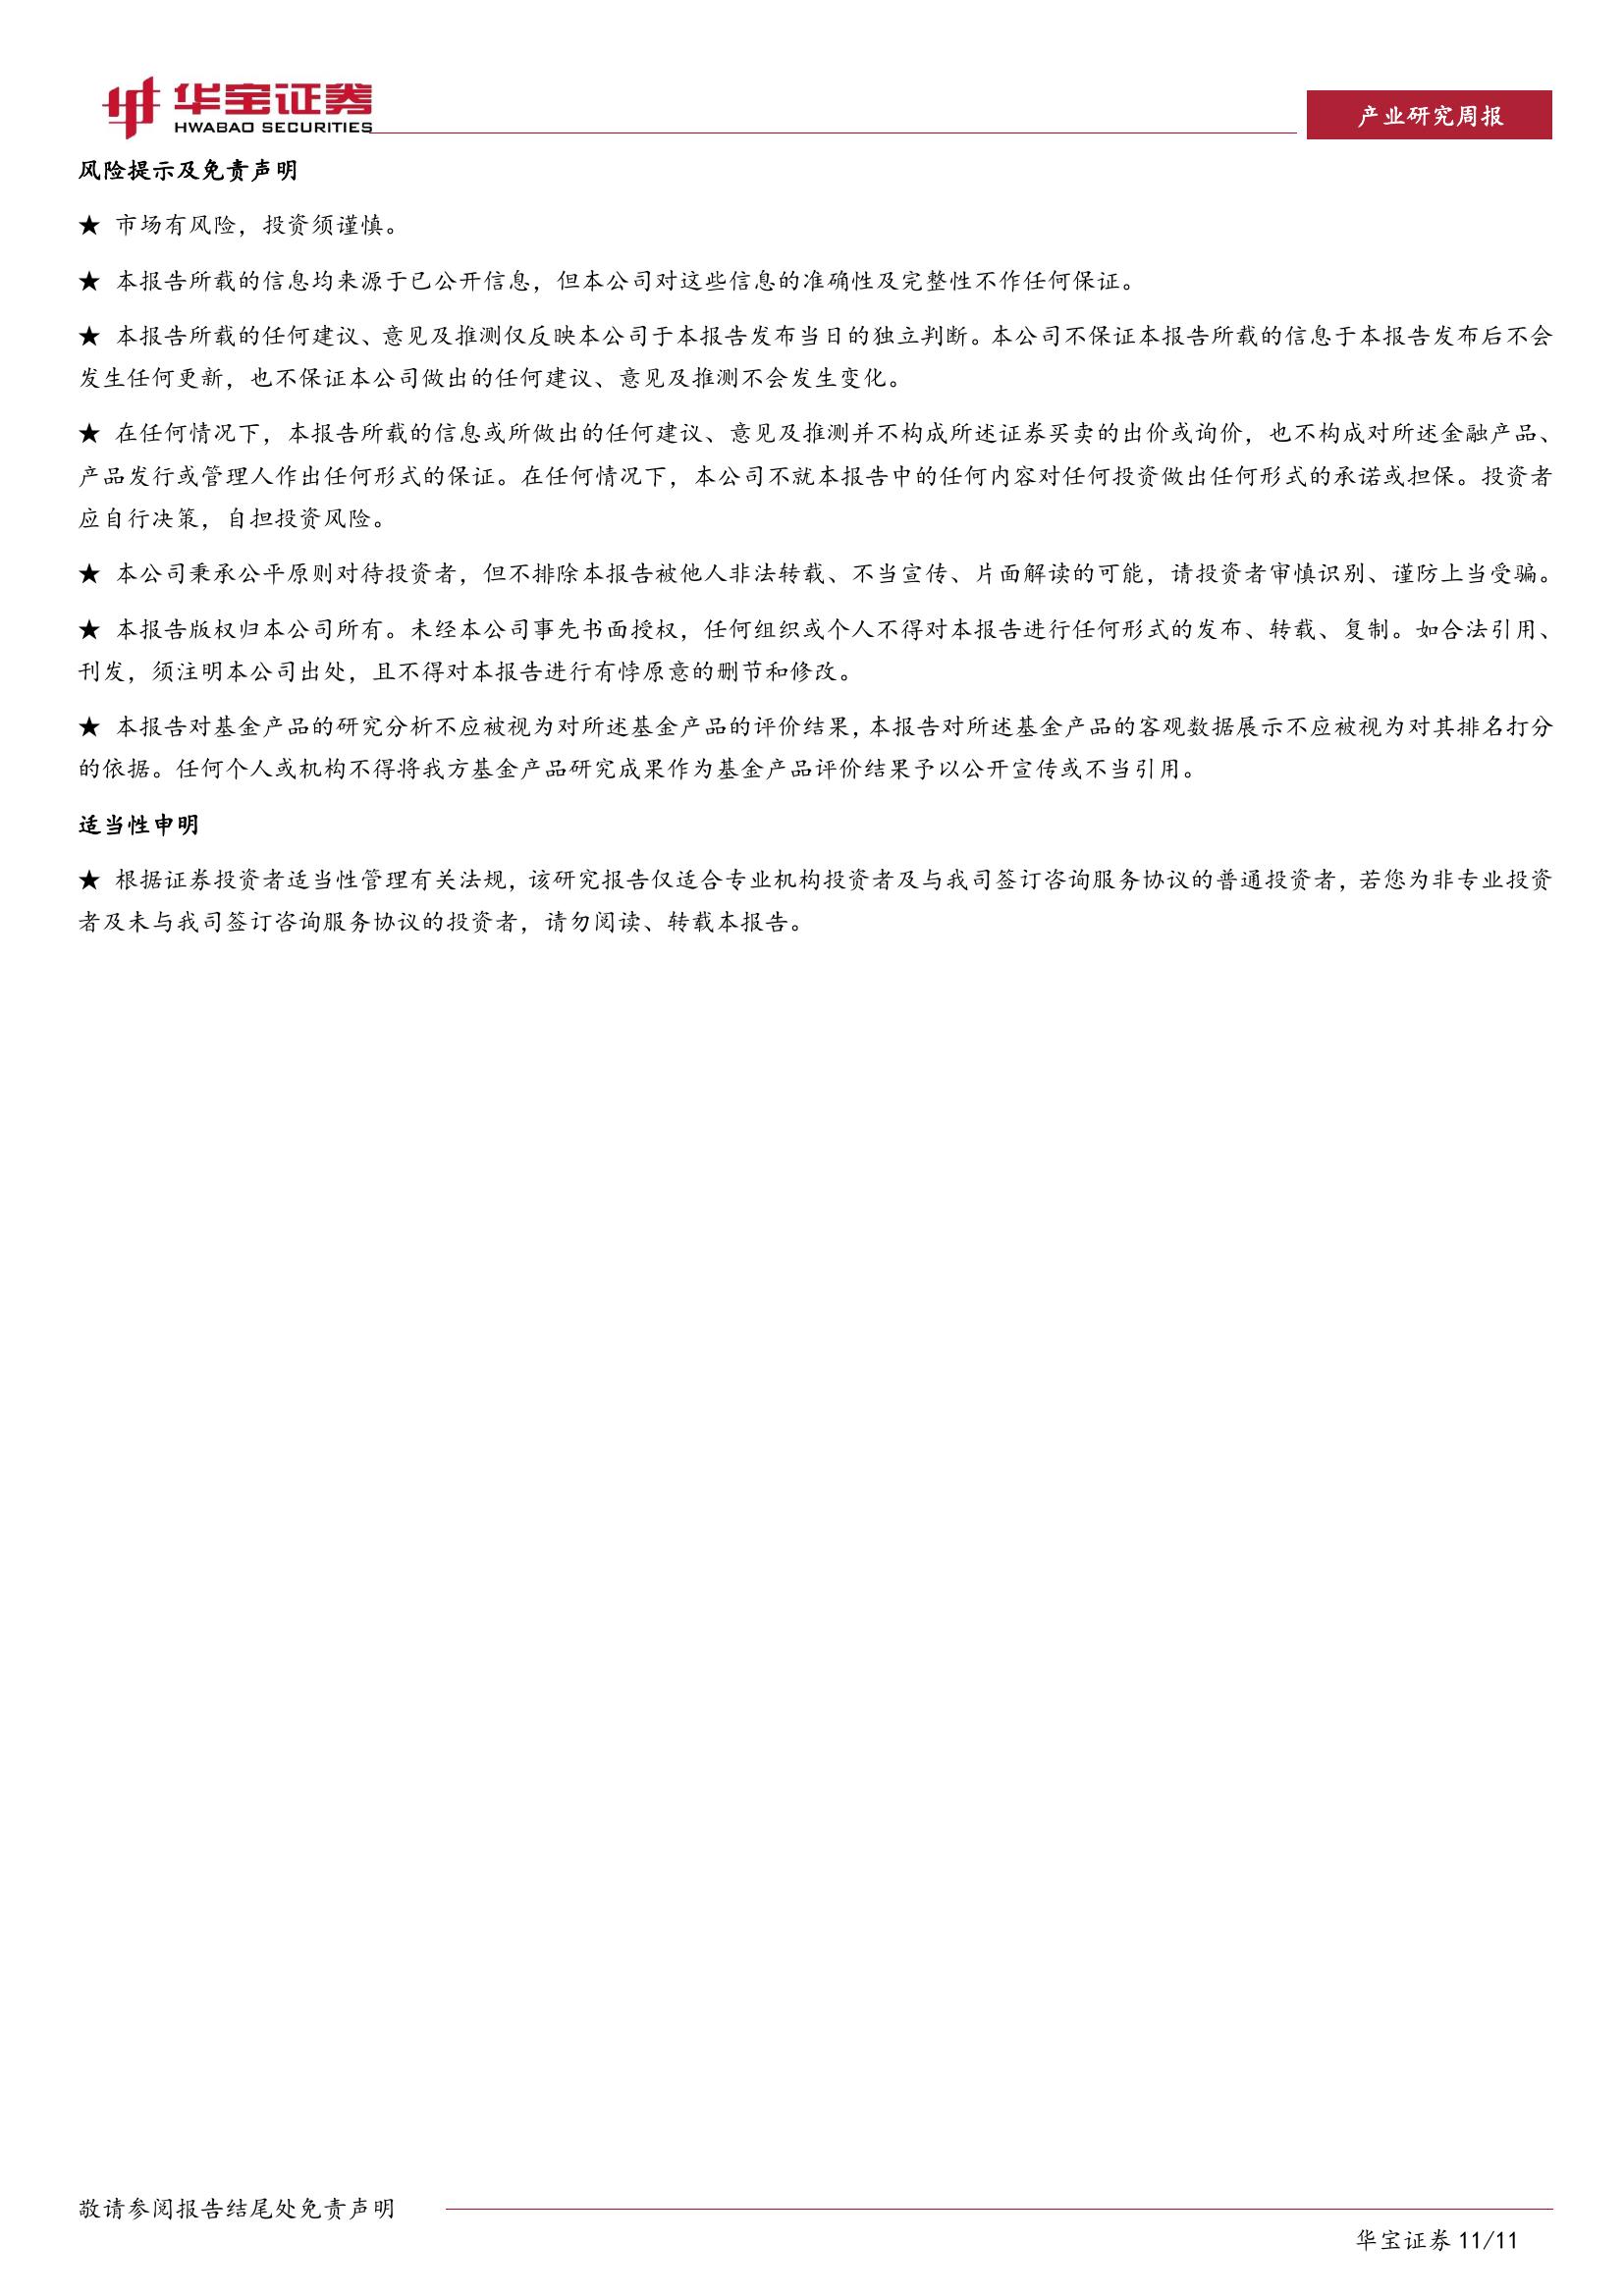 华宝证券
HWABAO SECURITIES
产业研究周报
风险提示及免责声明
★ 市场有风险，投资须谨慎。
★ 本报告所载的信息均来源于已公开信息，但本公司对这些信息的准确性及完整性不作任何保证。
★ 本报告所载的任何建议、意见及推测仅反映本公司于本报告发布当日的独立判断。本公司不保证本报告所载的信息于本报告发布后不会
发生任何更新，也不保证本公司做出的任何建议、意见及推测不会发生变化。
★ 在任何情况下，本报告所载的信息或所做出的任何建议、意见及推测并不构成所述证券买卖的出价或询价，也不构成对所述金融产品、
产品发行或管理人作出任何形式的保证。在任何情况下，本公司不就本报告中的任何内容对任何投资做出任何形式的承诺或担保。投资者
应自行决策，自担投资风险。
★ 本公司秉承公平原则对待投资者，但不排除本报告被他人非法转载、不当宣传、片面解读的可能，请投资者审慎识别、谨防上当受骗。
★ 本报告版权归本公司所有。未经本公司事先书面授权，任何组织或个人不得对本报告进行任何形式的发布、转载、复制。如合法引用、
刊发，须注明本公司出处，且不得对本报告进行有悖原意的删节和修改。
★ 本报告对基金产品的研究分析不应被视为对所述基金产品的评价结果，本报告对所述基金产品的客观数据展示不应被视为对其排名打分
的依据。任何个人或机构不得将我方基金产品研究成果作为基金产品评价结果予以公开宣传或不当引用。
适当性申明
★ 根据证券投资者适当性管理有关法规，该研究报告仅适合专业机构投资者及与我司签订咨询服务协议的普通投资者，若您为非专业投资
者及未与我司签订咨询服务协议的投资者，请勿阅读、转载本报告。
敬请参阅报告结尾处免责声明
华宝证券 11/11